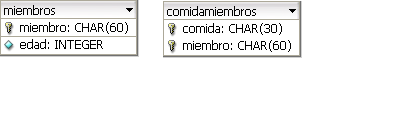 miembros
miembro: CHAR(60)
edad: INTEGER
comidamiembros
comida: CHAR(30)
miembro: CHAR(60)